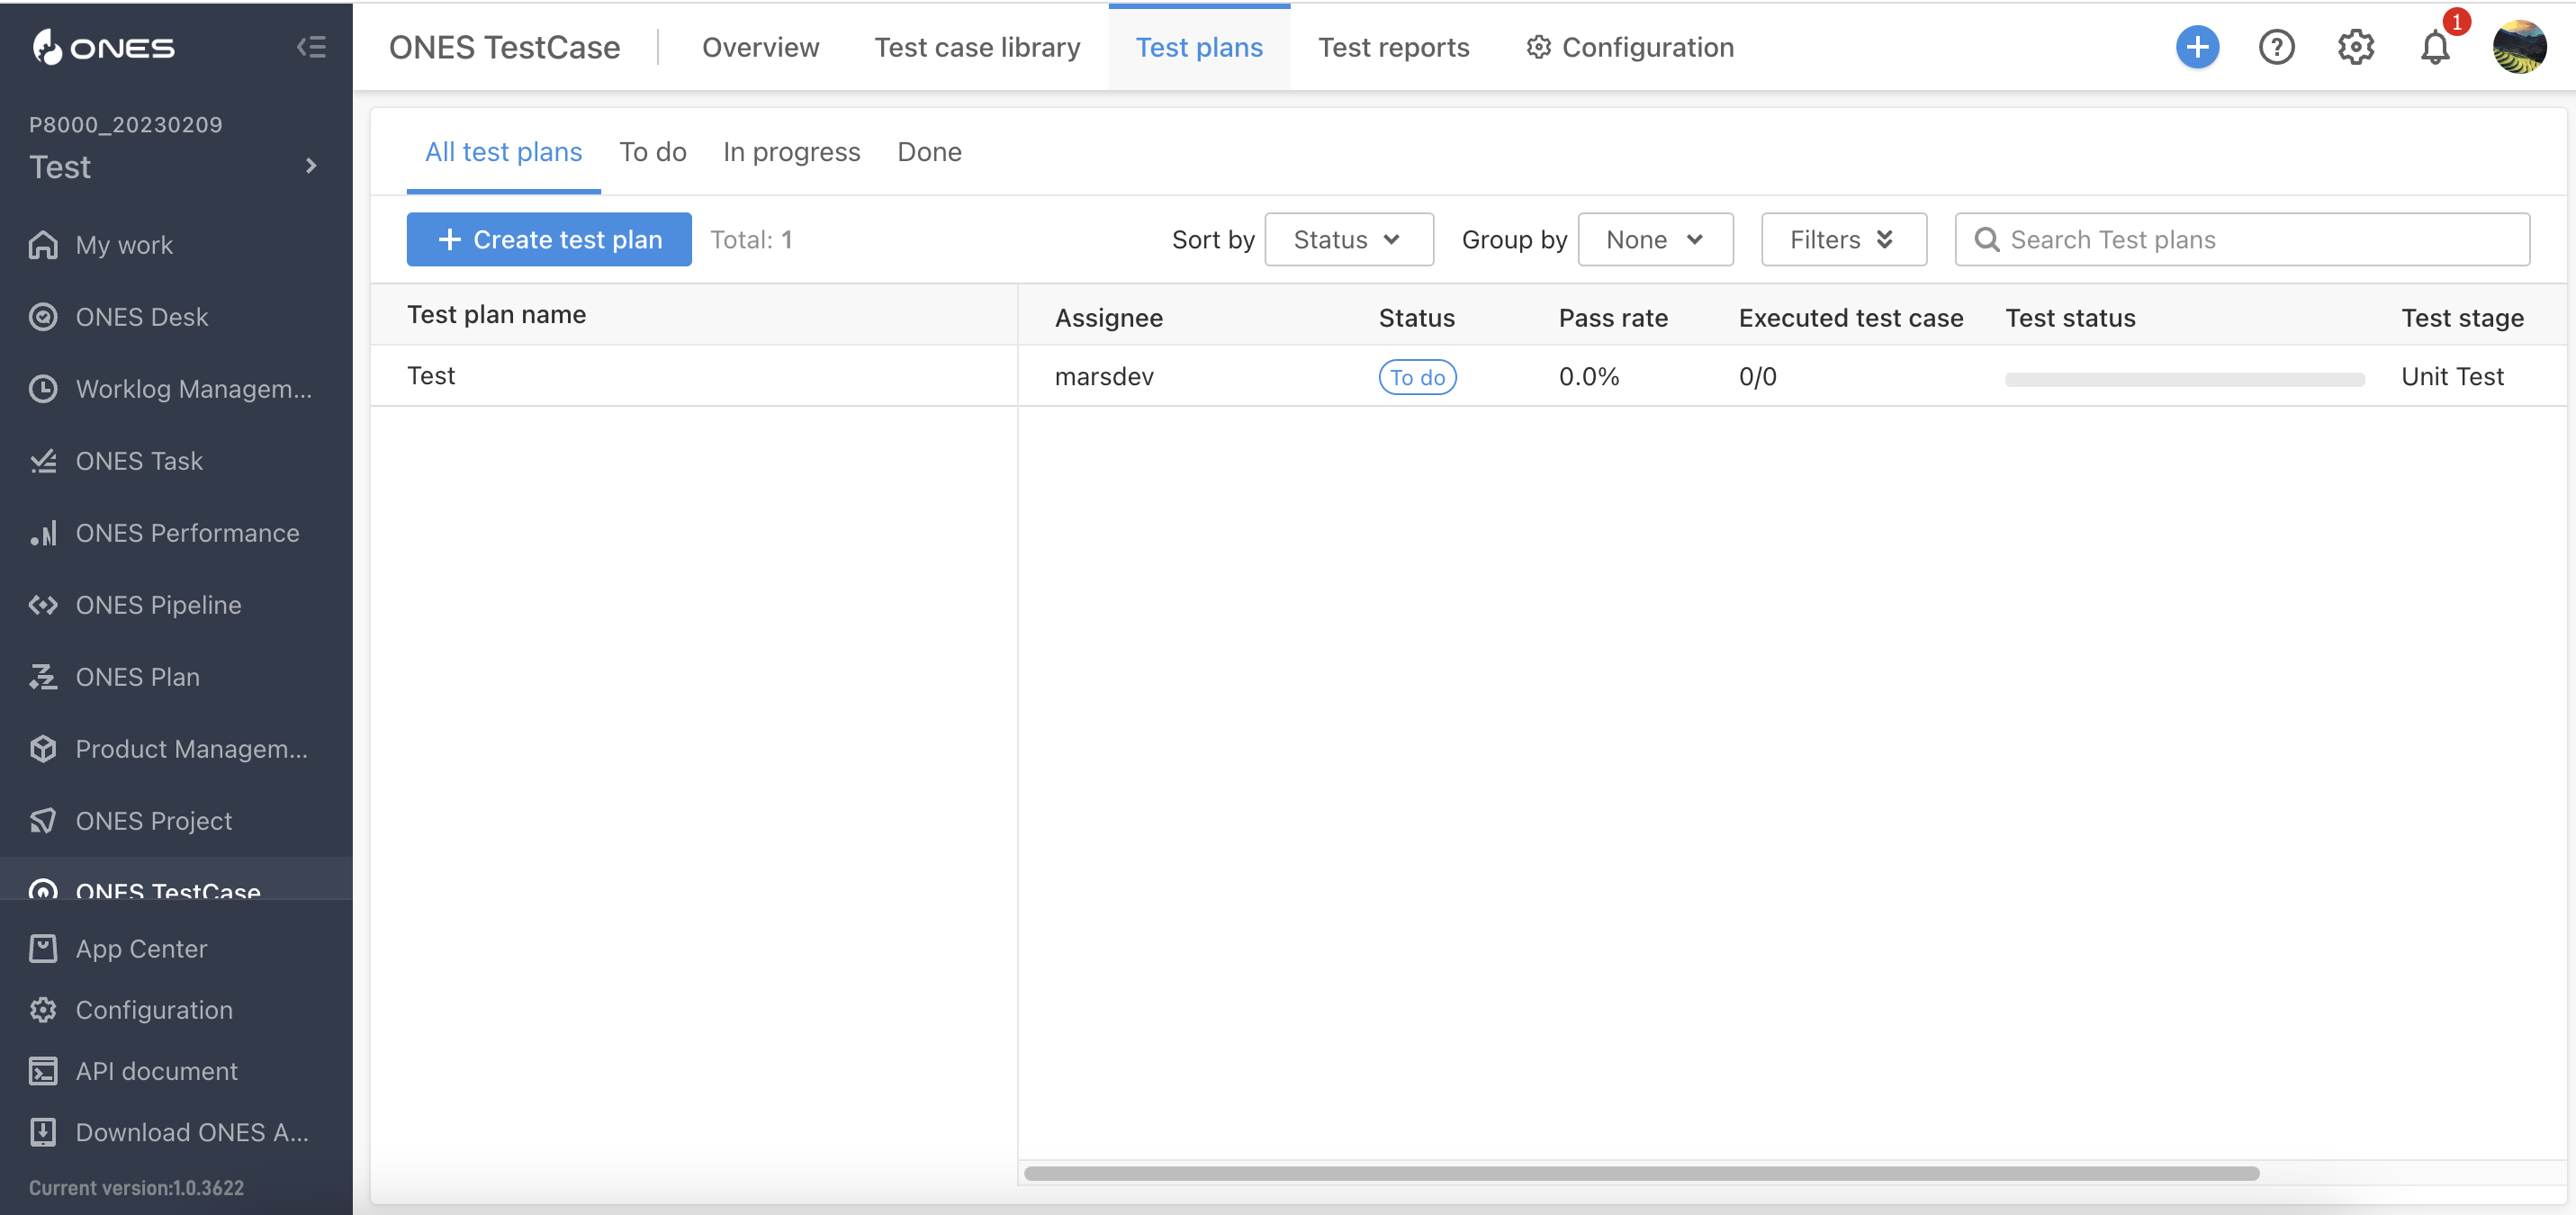 ONES
P8000_20230209
Test
My work
ONES Desk
Worklog Managem...
ONES Task
ONES Performance
ONES Pipeline
ONES Plan
Product Managem...
ONES Project
ONES TestCase
App Center
Configuration
API document
Download ONES A...
Current version:1.0.3622
ONES TestCase Overview Test case library Test plans Test reports Configuration 1
All test plans To do In progress Done
Create test plan Total: 1 Sort by Status Group by None Filters Search Test plans
Test plan name Assignee Status Pass rate Executed test case Test status Test stage
Test marsdev To do 0.0% 0/0 Unit Test